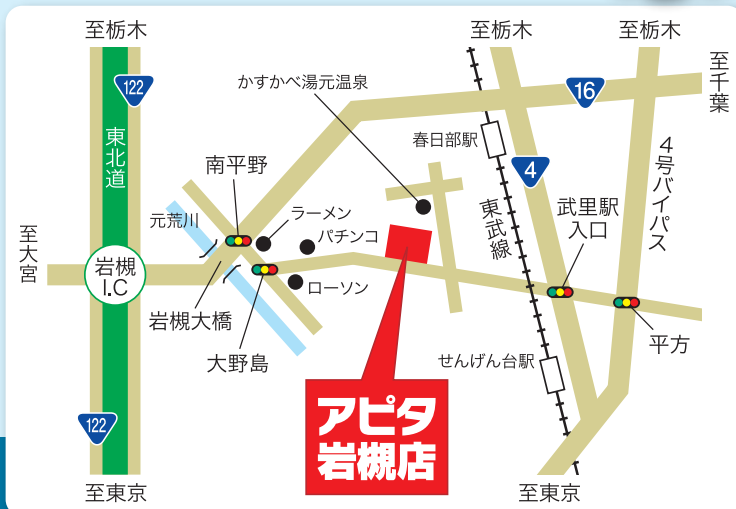 至栃木
至栃木
至栃木
122
かすかべ湯元温泉
16
至千葉
東北道
春日部駅
4
4号バイパス
南平野
元荒川
ラーメン
パチンコ
東武線
武里駅
入口
至大宮
岩槻
I.C
ローソン
岩槻大橋
大野島
せんげん台駅
平方
アピタ
岩槻店
122
至東京
至東京